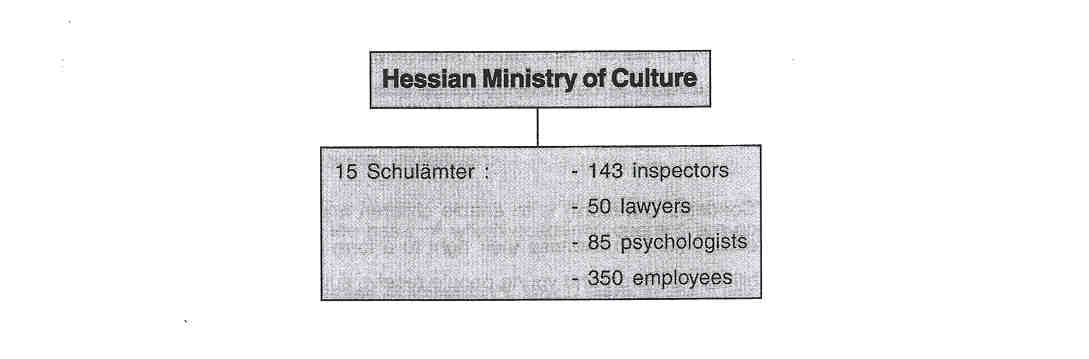 Hessian Ministry of Culture
15 Schulämter : - 143 inspectors
- 50 lawyers
- 85 psychologists
- 350 employees